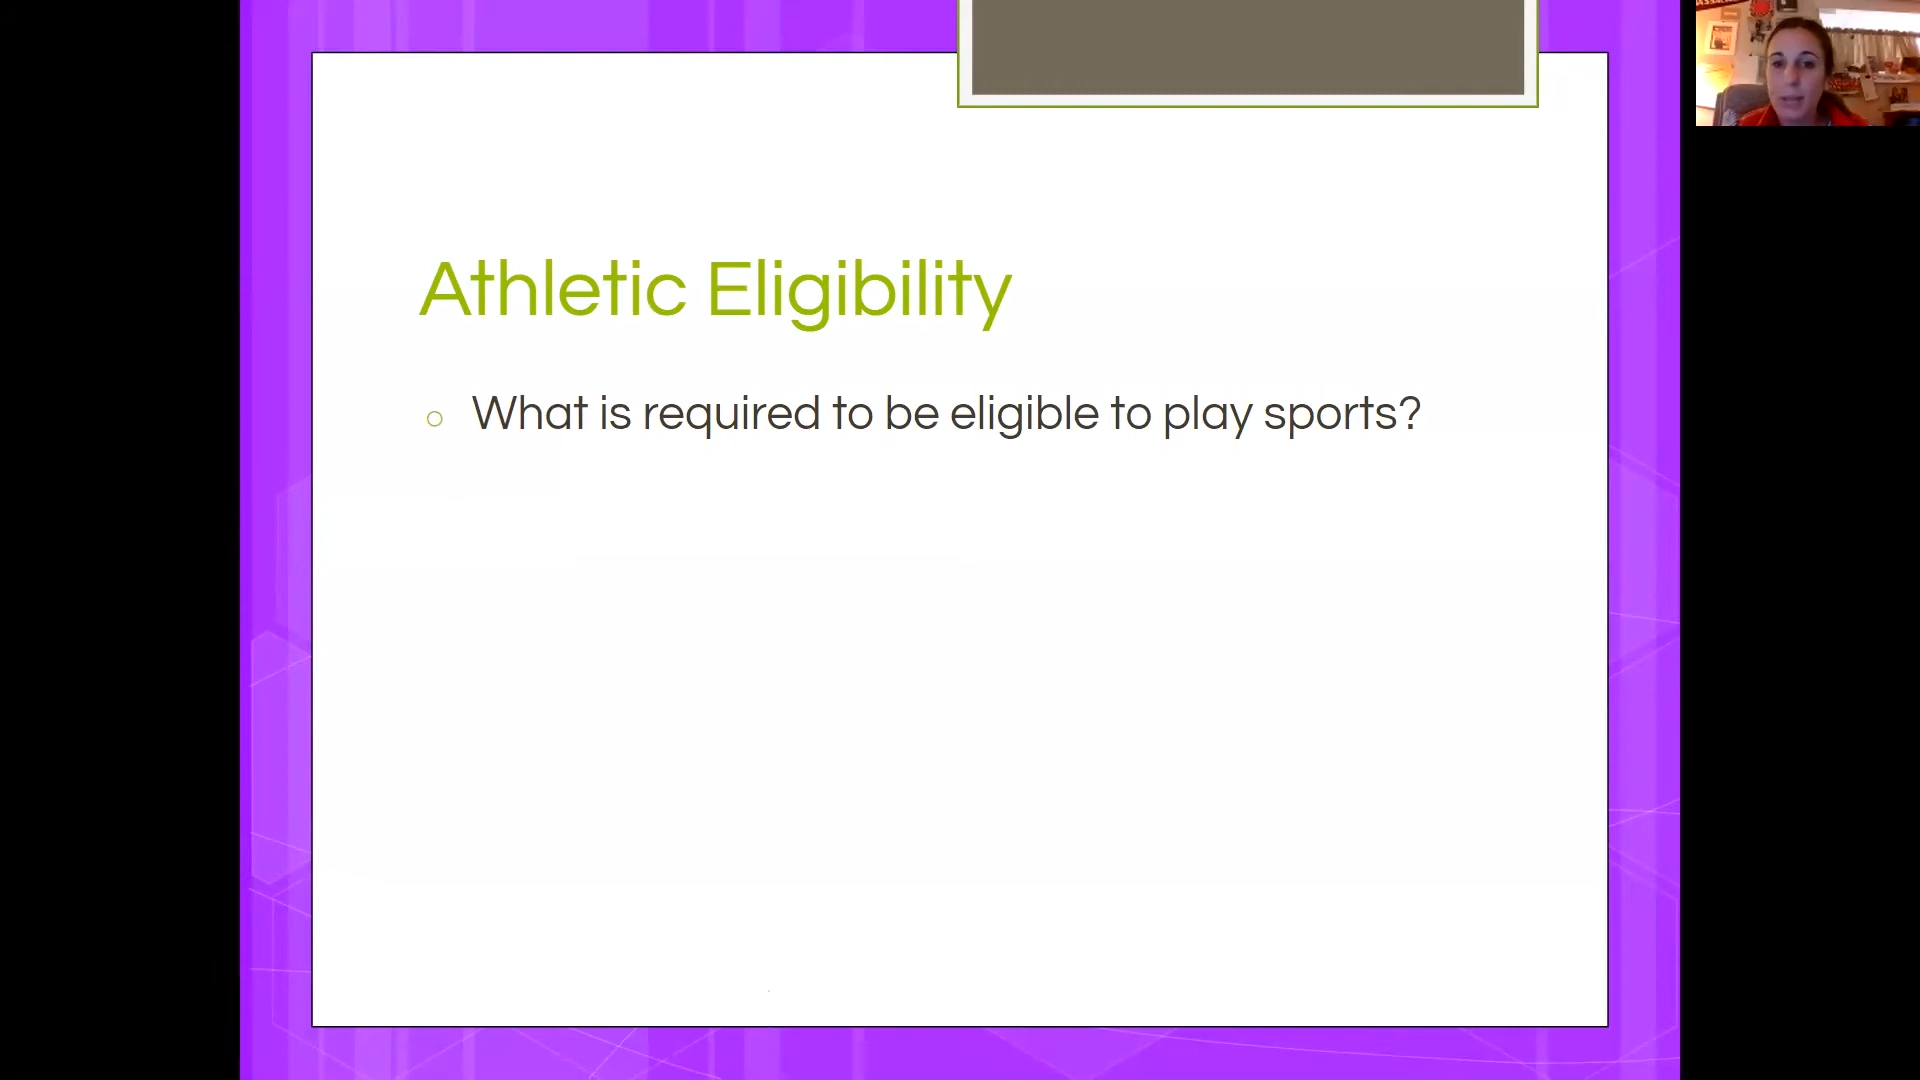 Athletic Eligibility
What is required to be eligible to play sports?